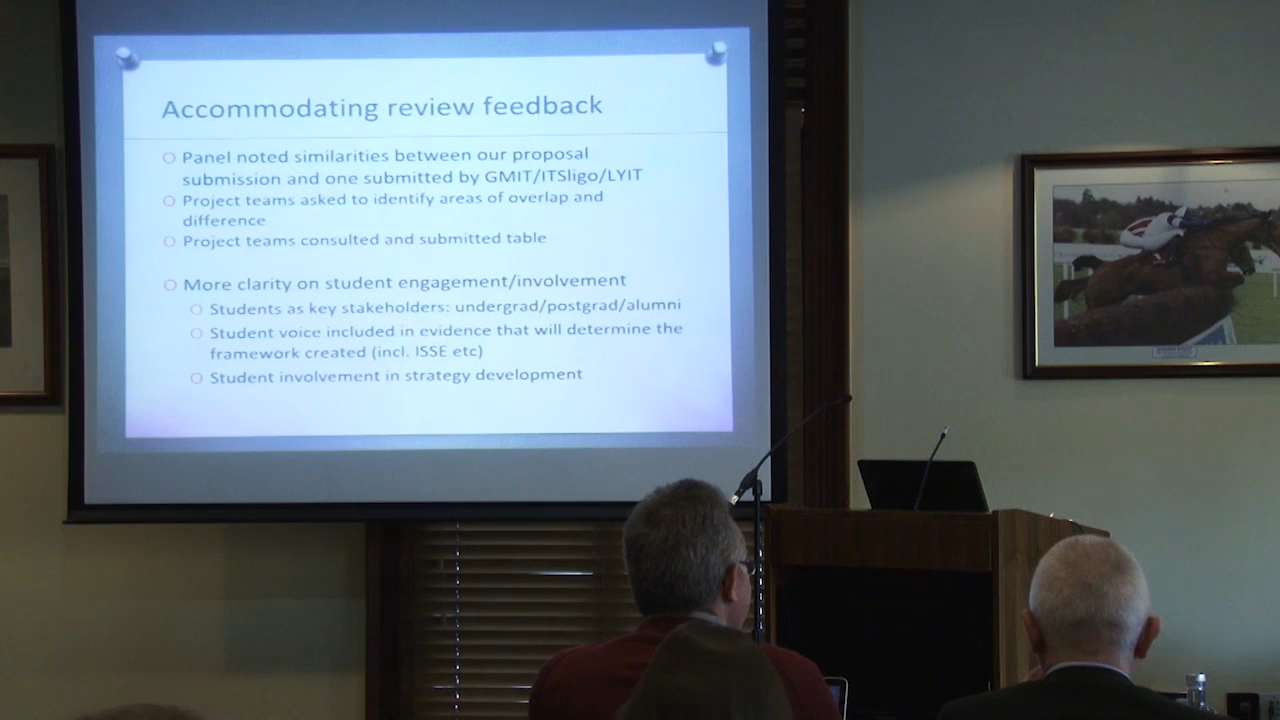 Accommodating review feedback
Panel noted similarities between our proposal
submission and one submitted by GMIT/ITSligo/LYIT
Project teams asked to identify areas of overlap and
difference
Project teams consulted and submitted table
More clarity on student engagement/involvement
Students as key stakeholders: undergrad/postgrad/alumni
Student voice included in evidence that will determine the
framework created (incl. ISSE etc)
Student involvement in strategy development